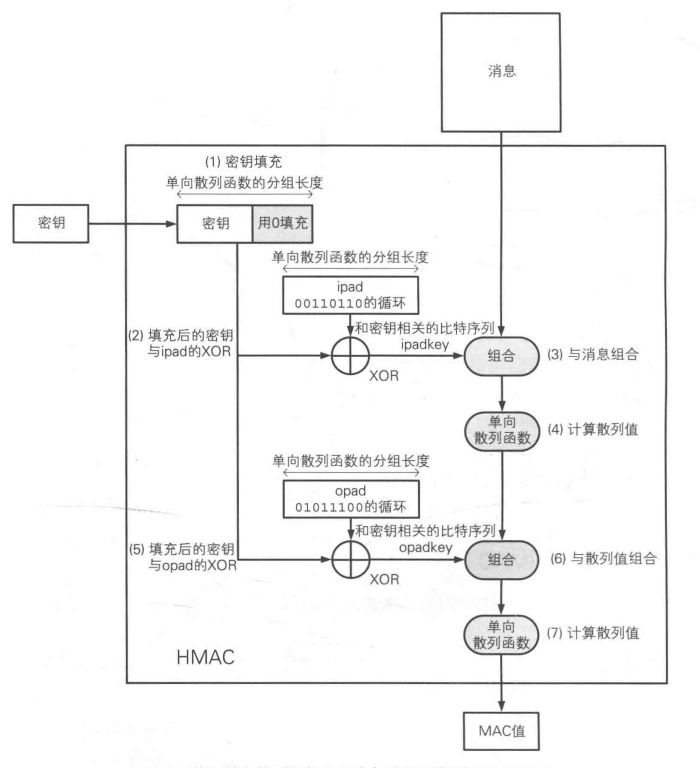 消息
(1) 密钥填充
单向散列函数的分组长度
密钥
密钥
用0填充
单向散列函数的分组长度
ipad
00110110的循环
(2) 填充后的密钥
与ipad的XOR
和密钥相关的比特序列
ipadkey
XOR
组合
(3) 与消息组合
单向
散列函数
(4) 计算散列值
单向散列函数的分组长度
opad
01011100的循环
(5) 填充后的密钥
与opad的XOR
和密钥相关的比特序列
opadkey
XOR
组合
(6) 与散列值组合
单向
散列函数
(7) 计算散列值
HMAC
MAC值